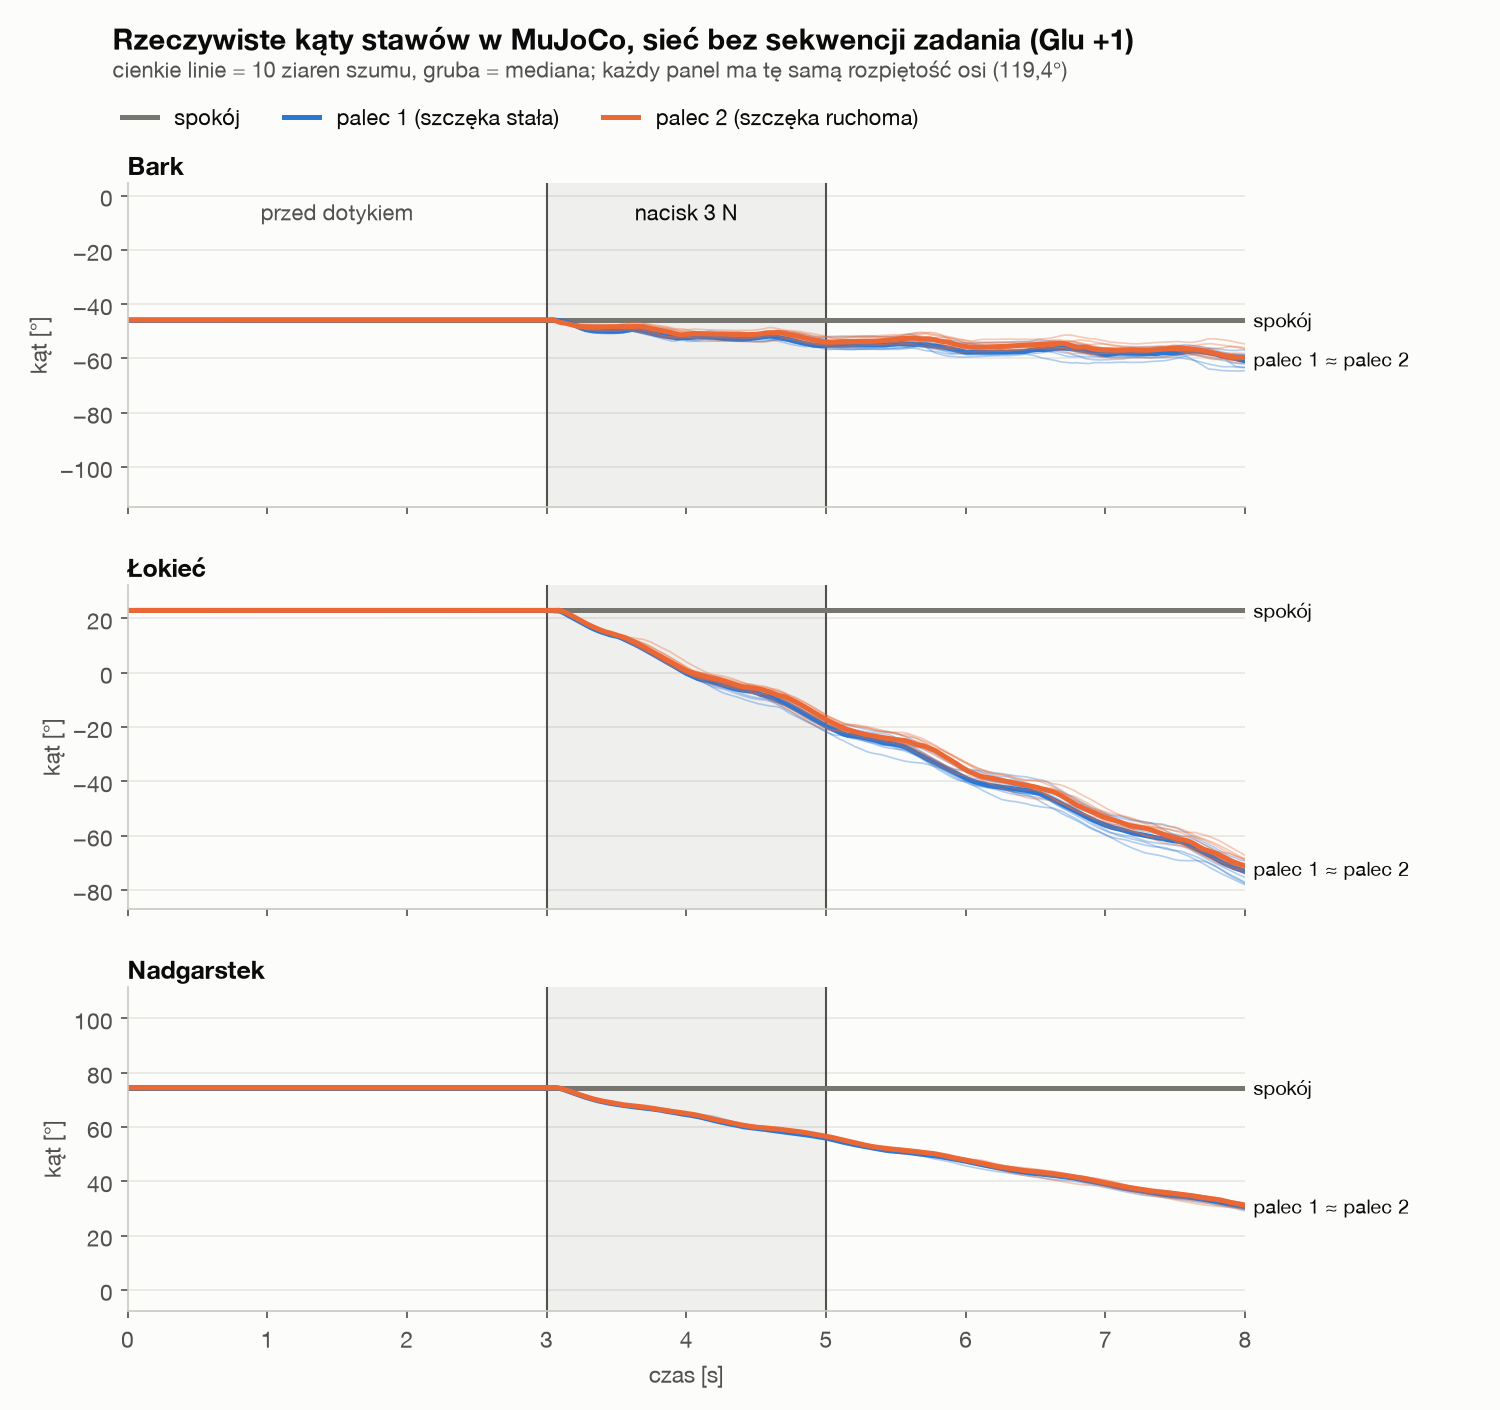 Rzeczywiste kąty stawów w MuJoCo, sieć bez sekwencji zadania (Glu +1)
cienkie linie = 10 ziaren szumu, gruba = mediana; każdy panel ma tę samą rozpiętość osi (119,4°)
spokój
palec 1 (szczęka stała)
palec 2 (szczęka ruchoma)
Bark
przed dotykiem
nacisk 3 N
0
−20
−40
−60
−80
−100
kąt [°]
spokój
palec 1 ≈ palec 2
Łokieć
20
0
−20
−40
−60
−80
kąt [°]
spokój
palec 1 ≈ palec 2
Nadgarstek
100
80
60
40
20
0
kąt [°]
spokój
palec 1 ≈ palec 2
0 1 2 3 4 5 6 7 8
czas [s]